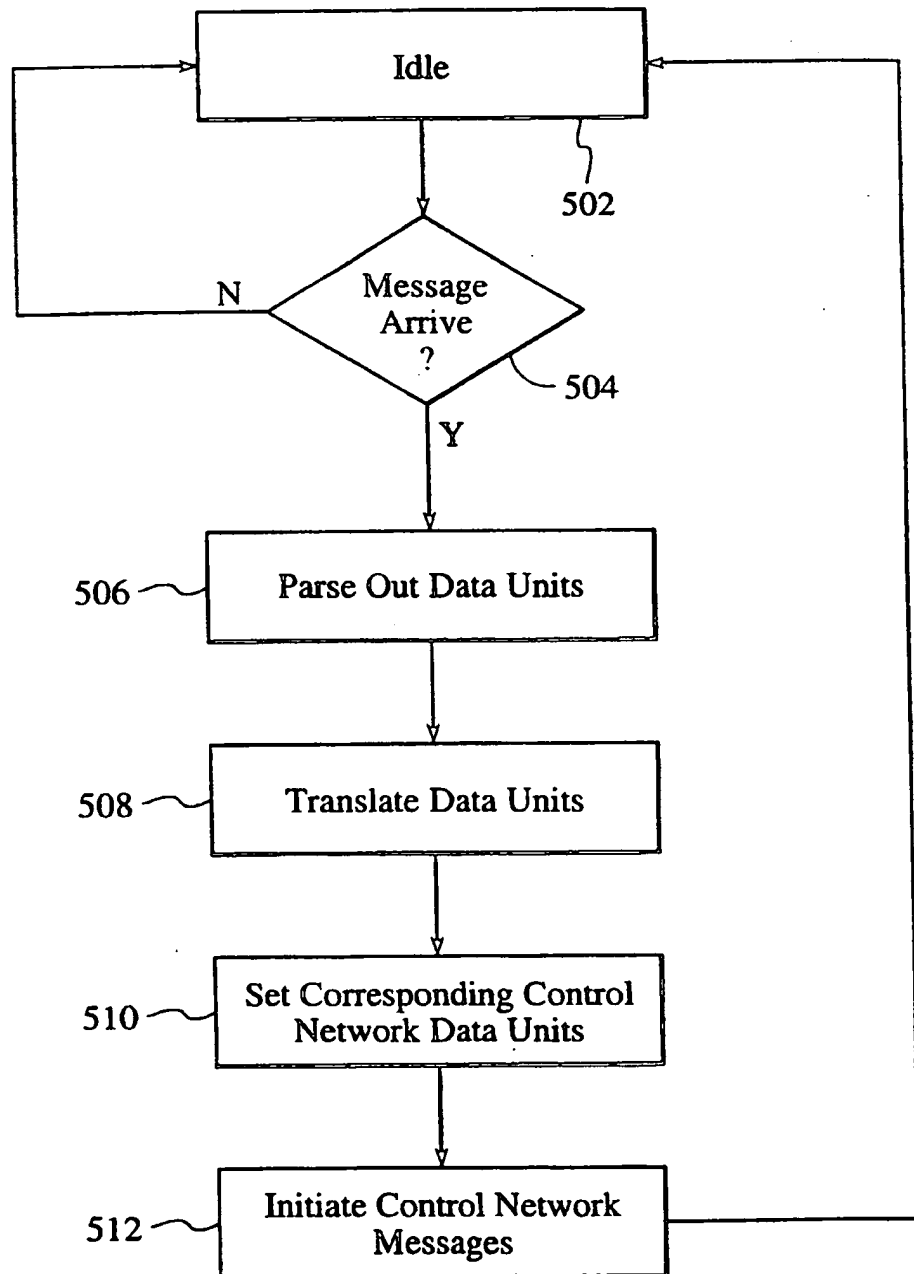 Idle
502
Message
Arrive
?
504
N
Y
506
Parse Out Data Units
508
Translate Data Units
510
Set Corresponding Control
Network Data Units
512
Initiate Control Network
Messages